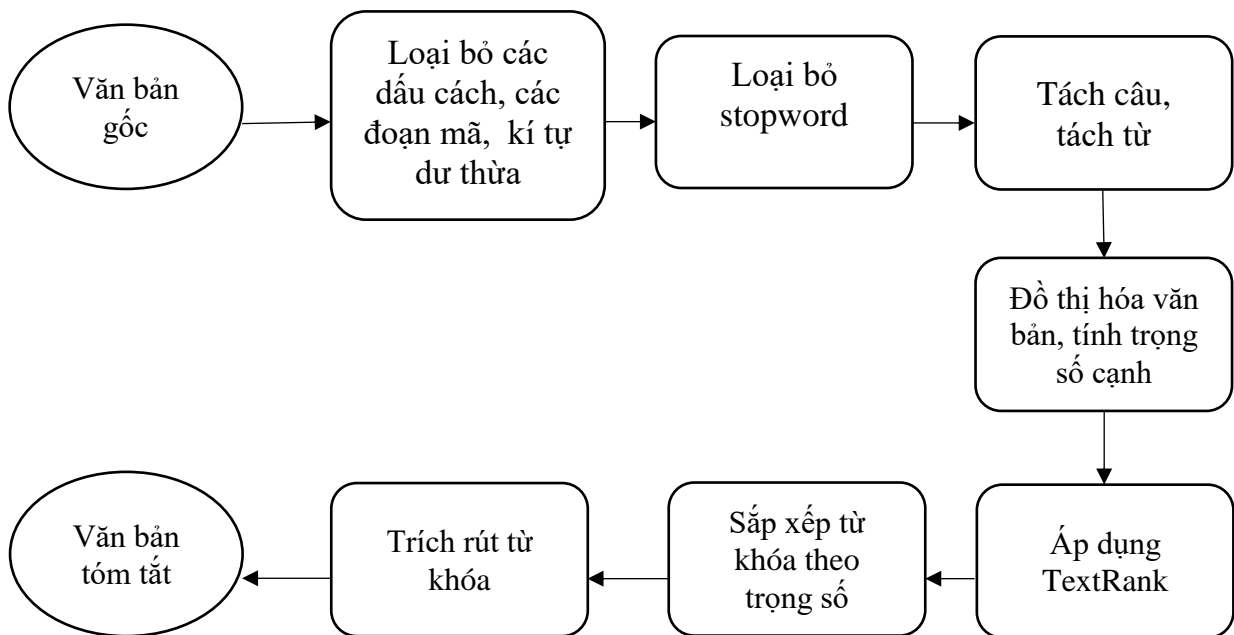 Văn bản
gốc
Loại bỏ các
dấu cách, các
đoạn mã, kí tự
dư thừa
Loại bỏ
stopword
Tách câu,
tách từ
Đồ thị hóa văn
bản, tính trọng
số cạnh
Áp dụng
TextRank
Sắp xếp từ
khóa theo
trọng số
Trích rút từ
khóa
Văn bản
tóm tắt